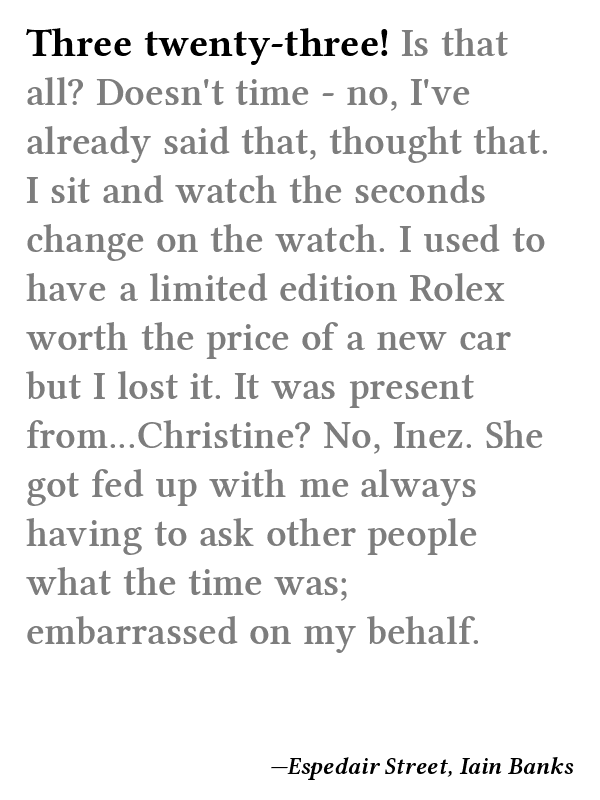 Three twenty-three! Is that
all? Doesn't time - no, I've
already said that, thought that.
I sit and watch the seconds
change on the watch. I used to
have a limited edition Rolex
worth the price of a new car
but I lost it. It was present
from...Christine? No, Inez. She
got fed up with me always
having to ask other people
what the time was;
embarrassed on my behalf.
—Espedair Street, Iain Banks